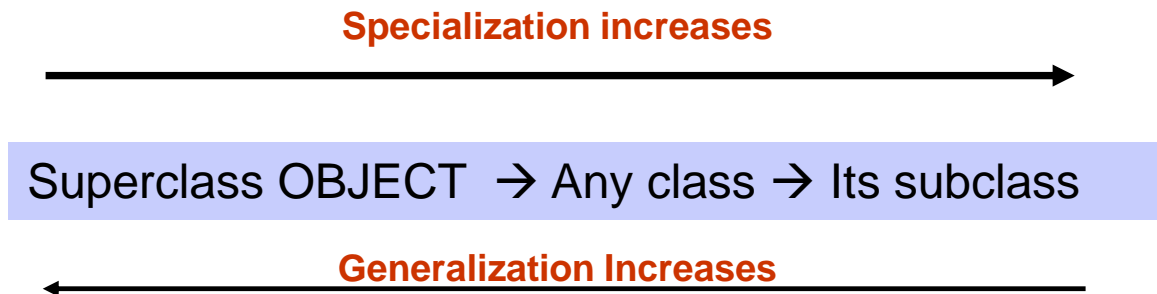 Specialization increases
Superclass OBJECT → Any class → Its subclass
Generalization Increases